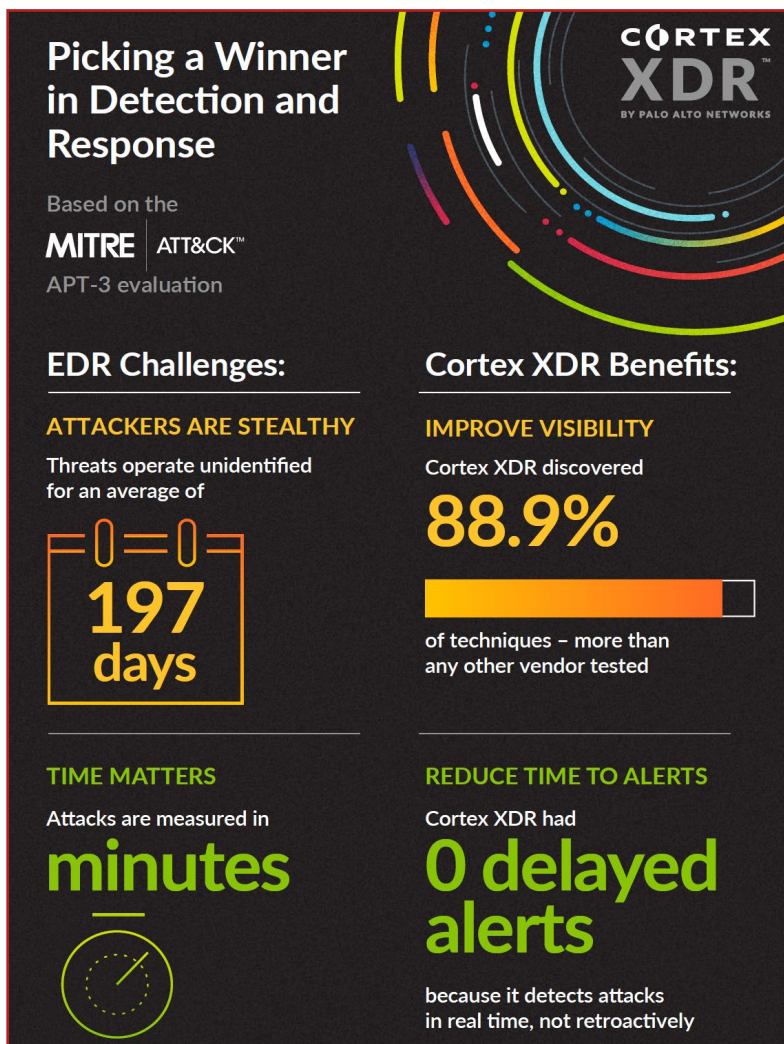 Picking a Winner
in Detection and
Response
CORTEX
XDR™
BY PALO ALTO NETWORKS
Based on the
MITRE | ATT&CK™
APT-3 evaluation
EDR Challenges:
ATTACKERS ARE STEALTHY
Threats operate unidentified
for an average of
197
days
TIME MATTERS
Attacks are measured in
minutes
Cortex XDR Benefits:
IMPROVE VISIBILITY
Cortex XDR discovered
88.9%
of techniques – more than
any other vendor tested
REDUCE TIME TO ALERTS
Cortex XDR had
0 delayed
alerts
because it detects attacks
in real time, not retroactively